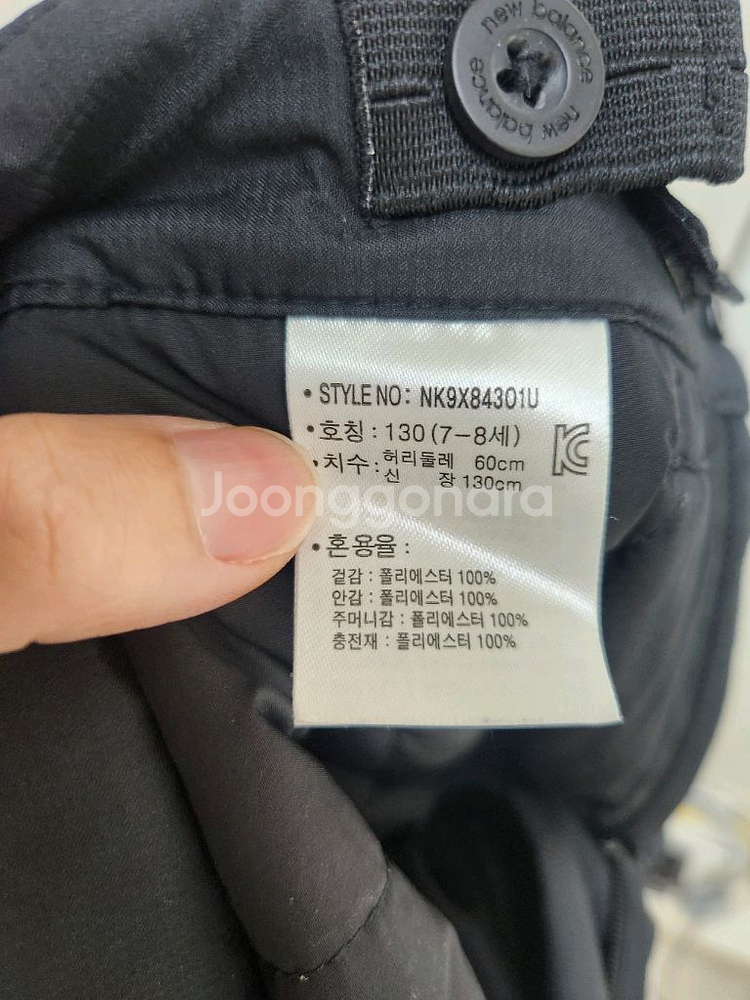 new balance new balance
• STYLE NO: NK9X84301U
• 호칭 : 130 (7-8세)
• 치수 : 허리둘레 60cm
신 장 130cm
Joonggonara
• 혼용율 :
겉감 : 폴리에스터 100%
안감 : 폴리에스터 100%
주머니감 : 폴리에스터 100%
충전재 : 폴리에스터 100%